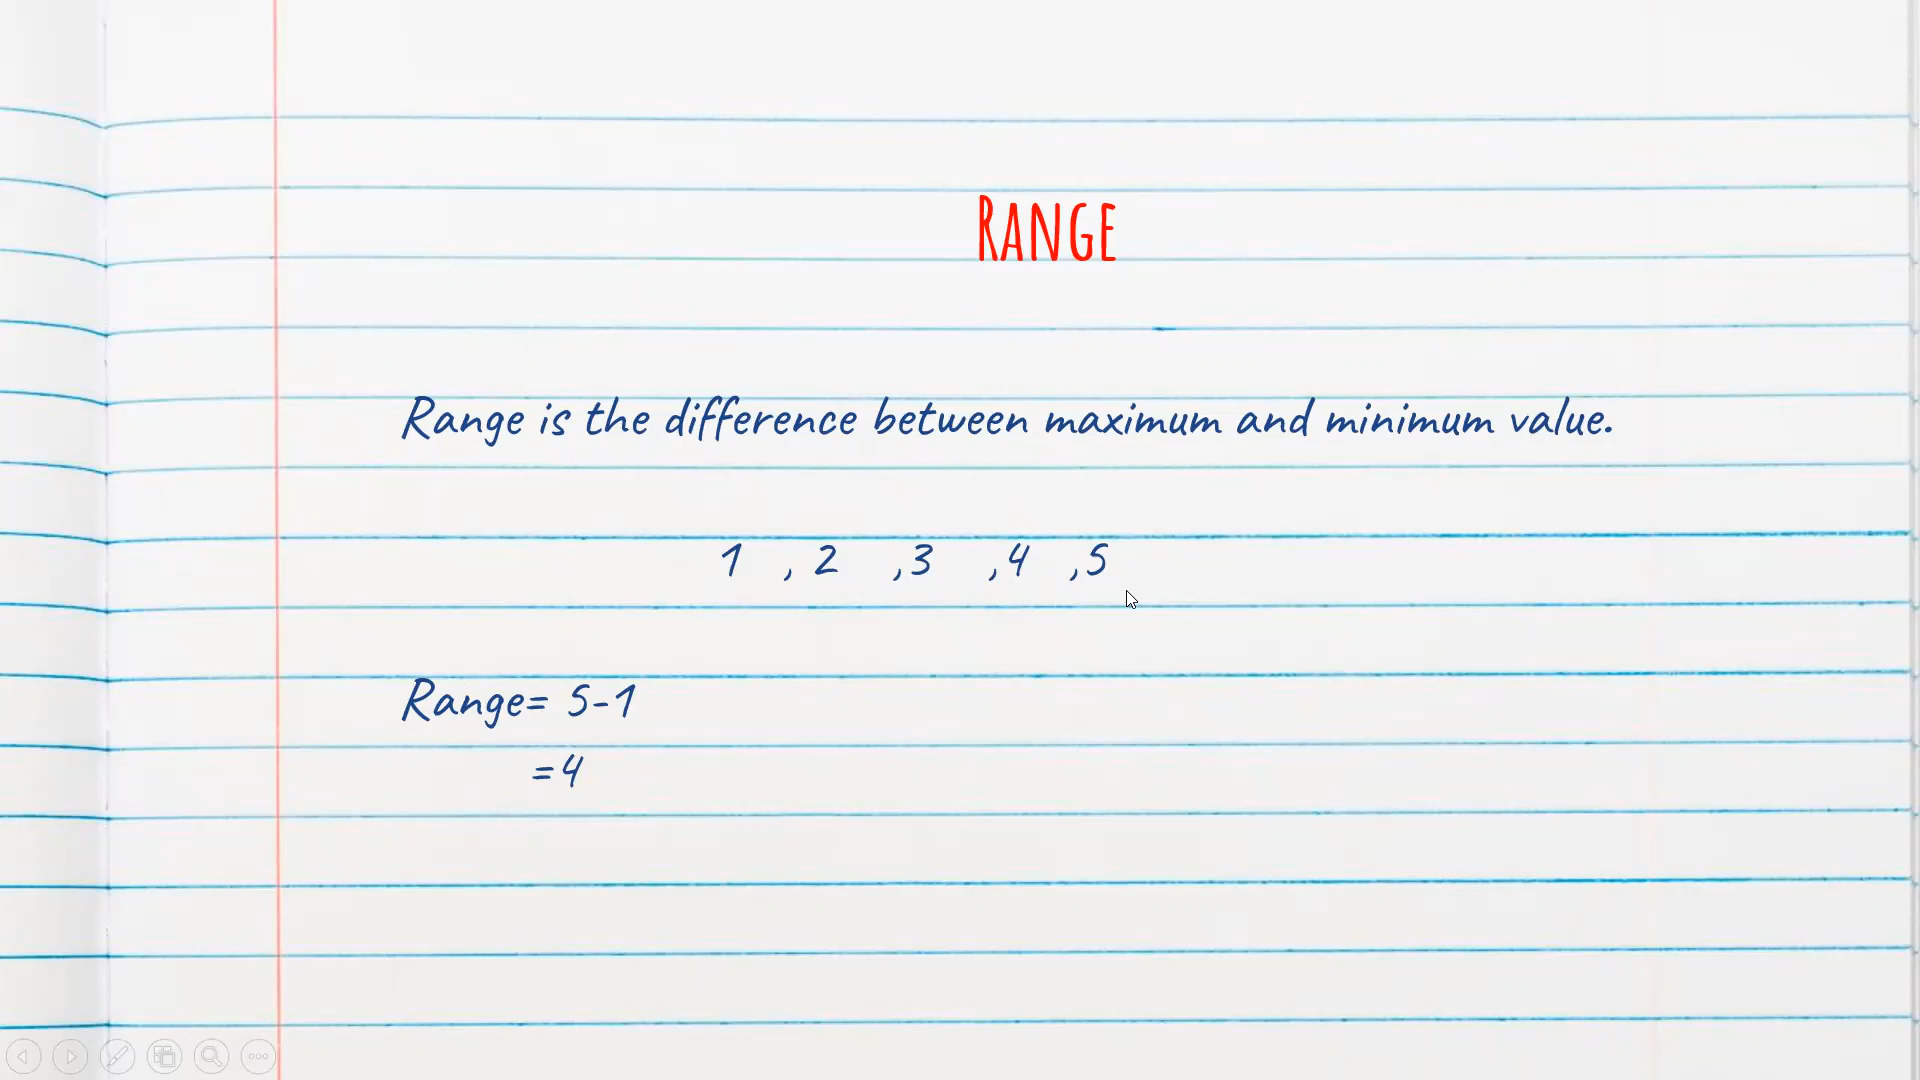 RANGE
Range is the difference between maximum and minimum value.
1 , 2 ,3 ,4 ,5
Range= 5-1
=4